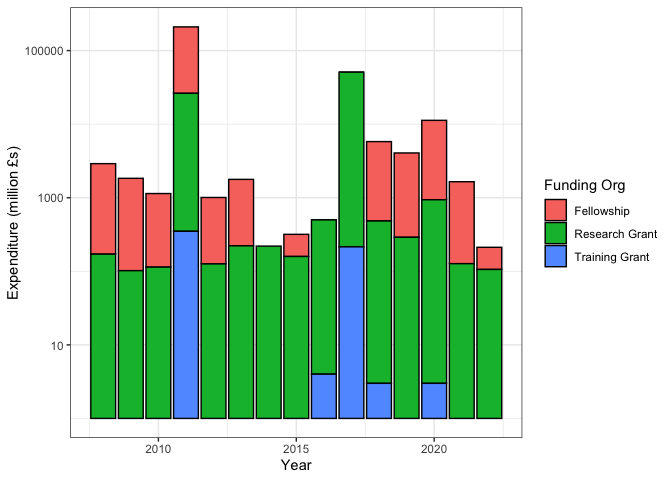 100000
1000
10
Expenditure (million £s)
2010
2015
2020
Year
Funding Org
Fellowship
Research Grant
Training Grant